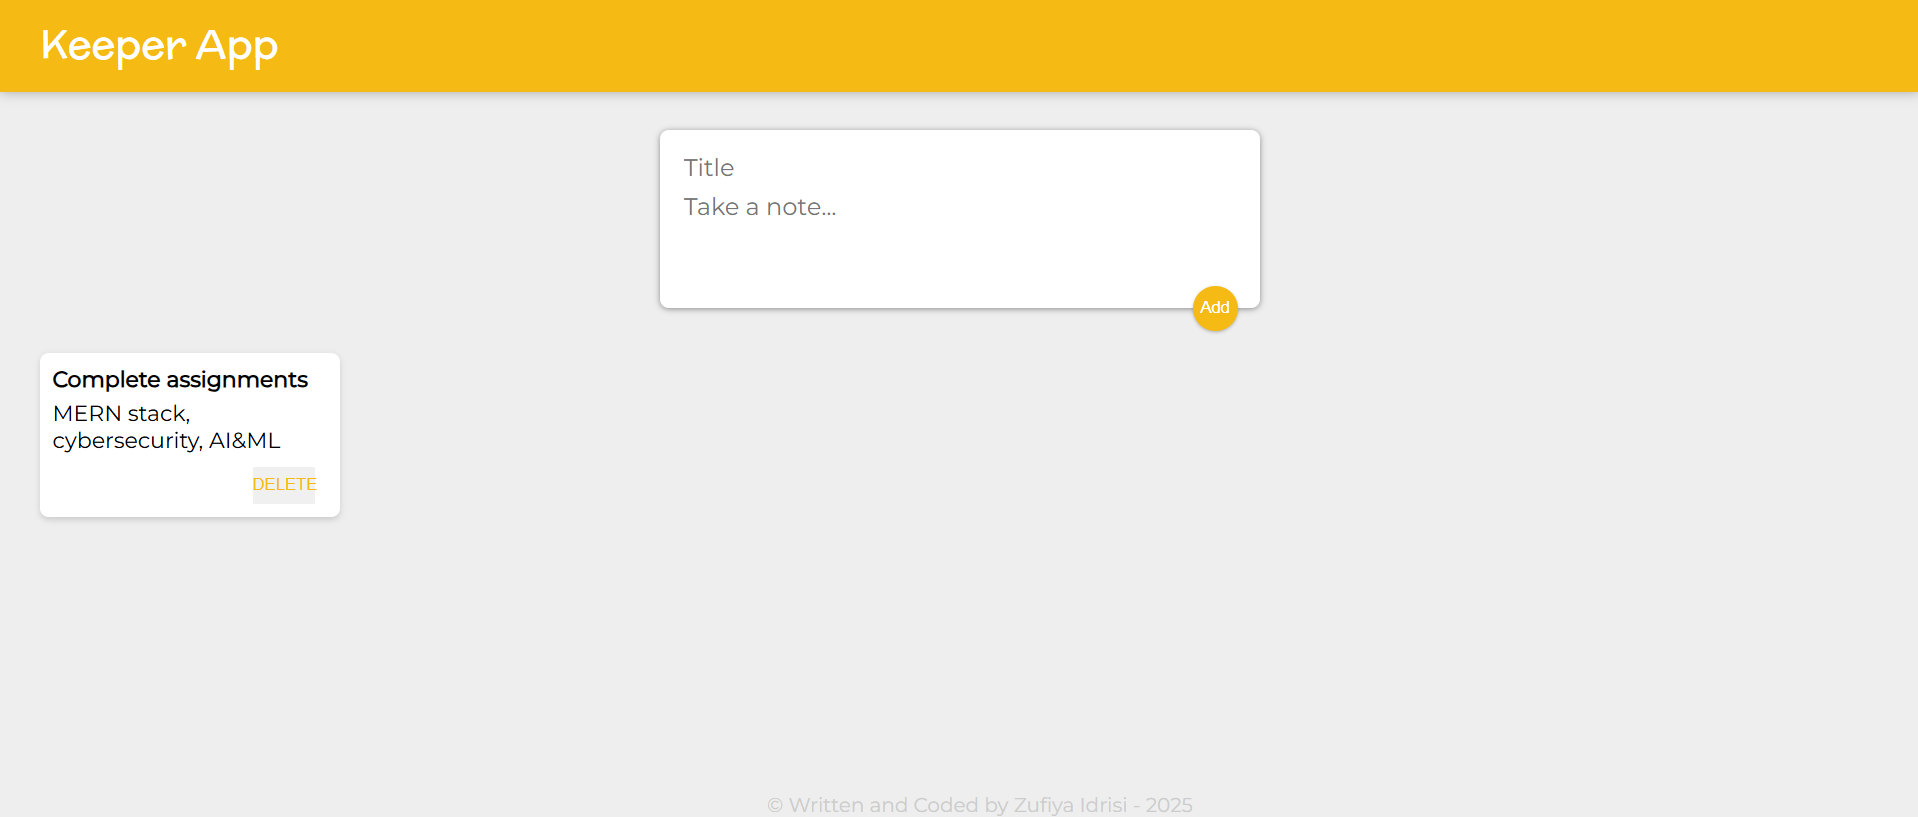 Keeper App
Title
Take a note...
Add
Complete assignments
MERN stack,
cybersecurity, AI&ML
DELETE
© Written and Coded by Zufiya Idrisi - 2025